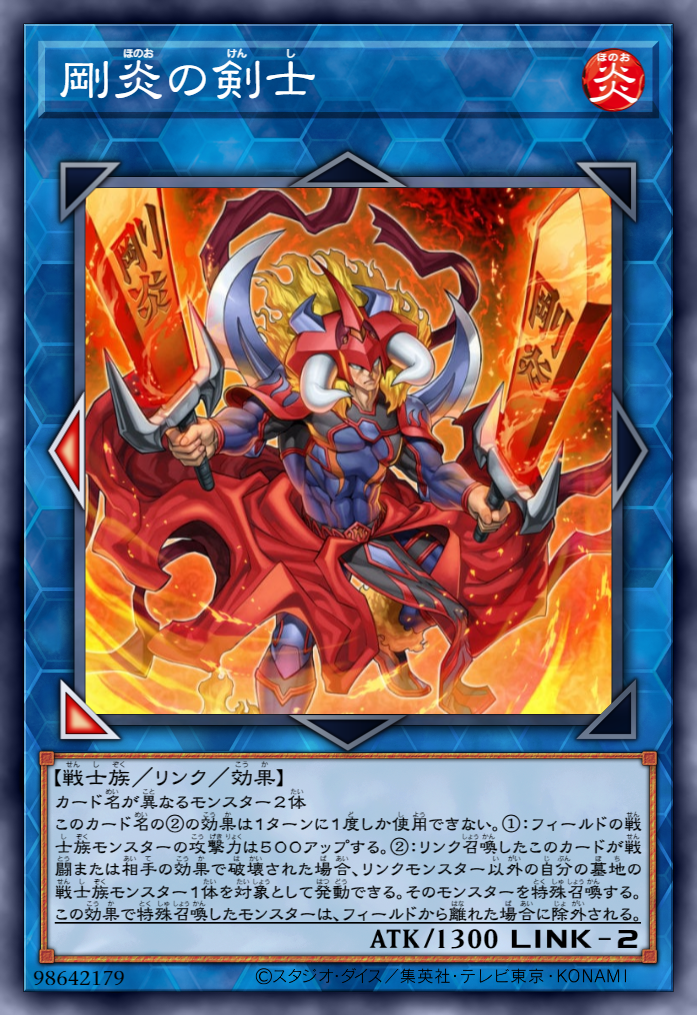 剛炎の剣士
炎
剛炎
剛炎
【戦士族/リンク/効果】
カード名が異なるモンスター2体
このカード名の②の効果は1ターンに1度しか使用できない。①:フィールドの戦
士族モンスターの攻撃力は500アップする。②:リンク召喚したこのカードが戦
闘または相手の効果で破壊された場合、リンクモンスター以外の自分の墓地の
戦士族モンスター1体を対象として発動できる。そのモンスターを特殊召喚する。
この効果で特殊召喚したモンスターは、フィールドから離れた場合に除外される。
ATK/1300 LINK-2
98642179 ©スタジオ・ダイス/集英社・テレビ東京・KONAMI